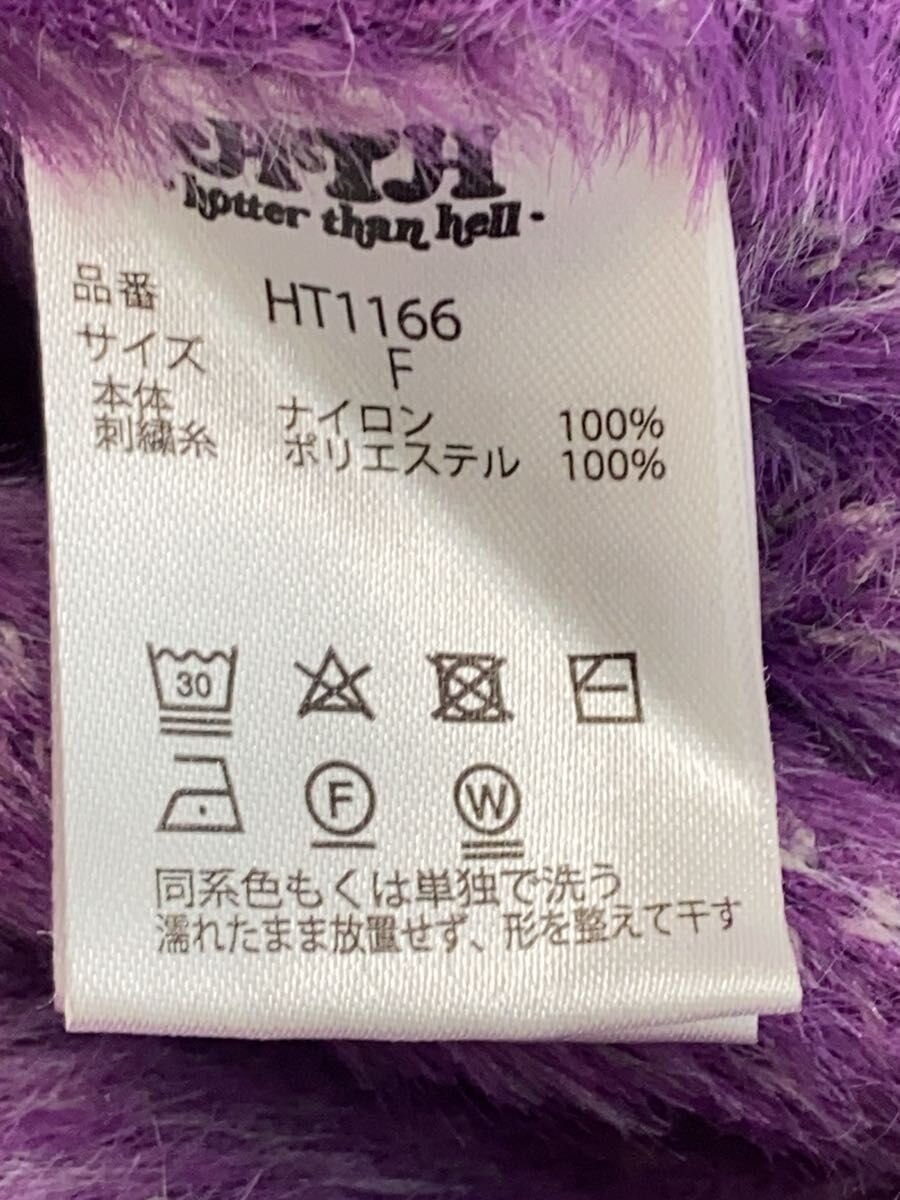 hotter than hell
品番 HT1166
サイズ F
本体 ナイロン 100%
刺繍糸 ポリエステル 100%
30
F W
同系色もくは単独で洗う
濡れたまま放置せず、形を整えて干す